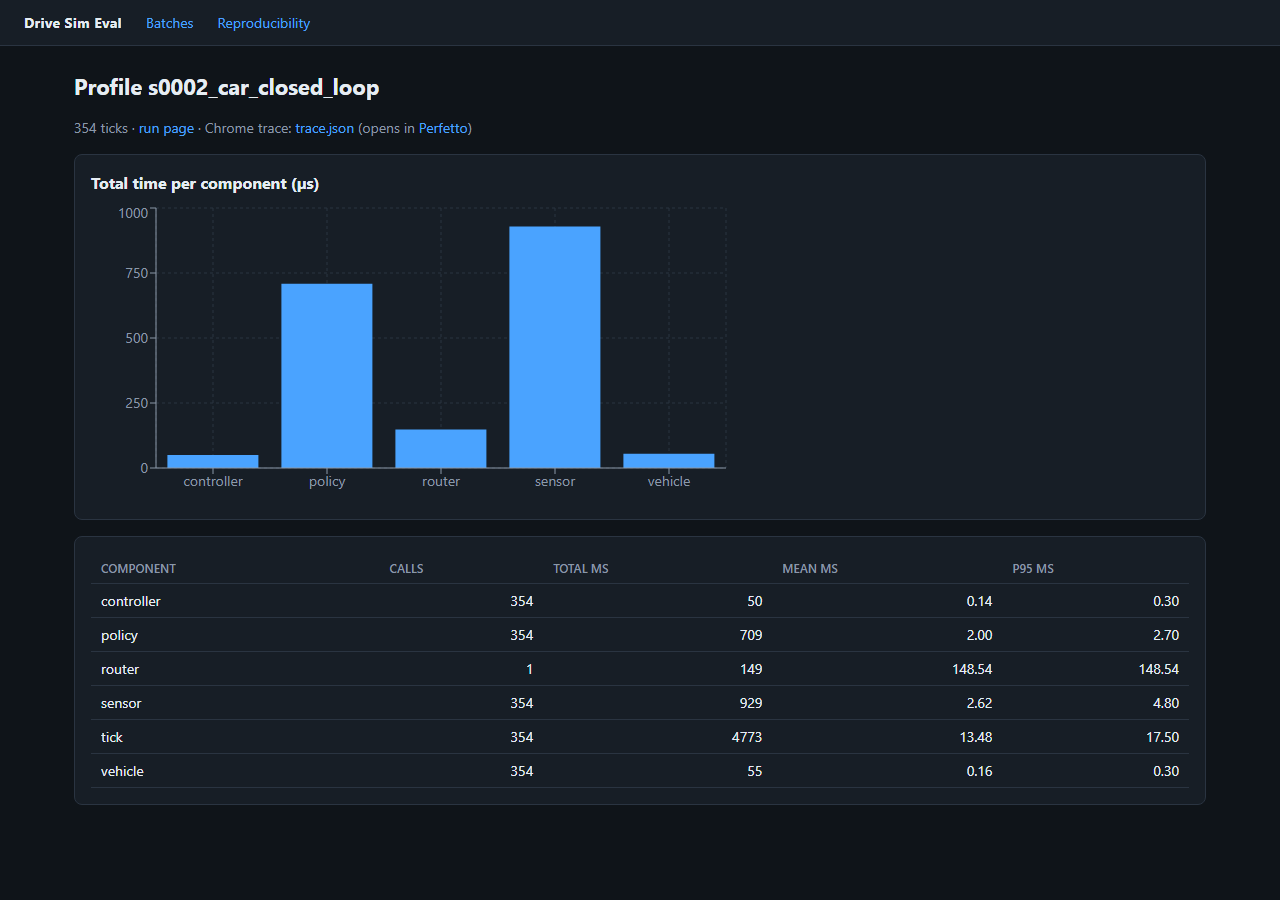 Drive Sim Eval Batches Reproducibility
Profile s0002_car_closed_loop
354 ticks · run page · Chrome trace: trace.json (opens in Perfetto)
Total time per component (µs)
1000
750
500
250
0
controller policy router sensor vehicle
COMPONENT CALLS TOTAL MS MEAN MS P95 MS
controller 354 50 0.14 0.30
policy 354 709 2.00 2.70
router 1 149 148.54 148.54
sensor 354 929 2.62 4.80
tick 354 4773 13.48 17.50
vehicle 354 55 0.16 0.30